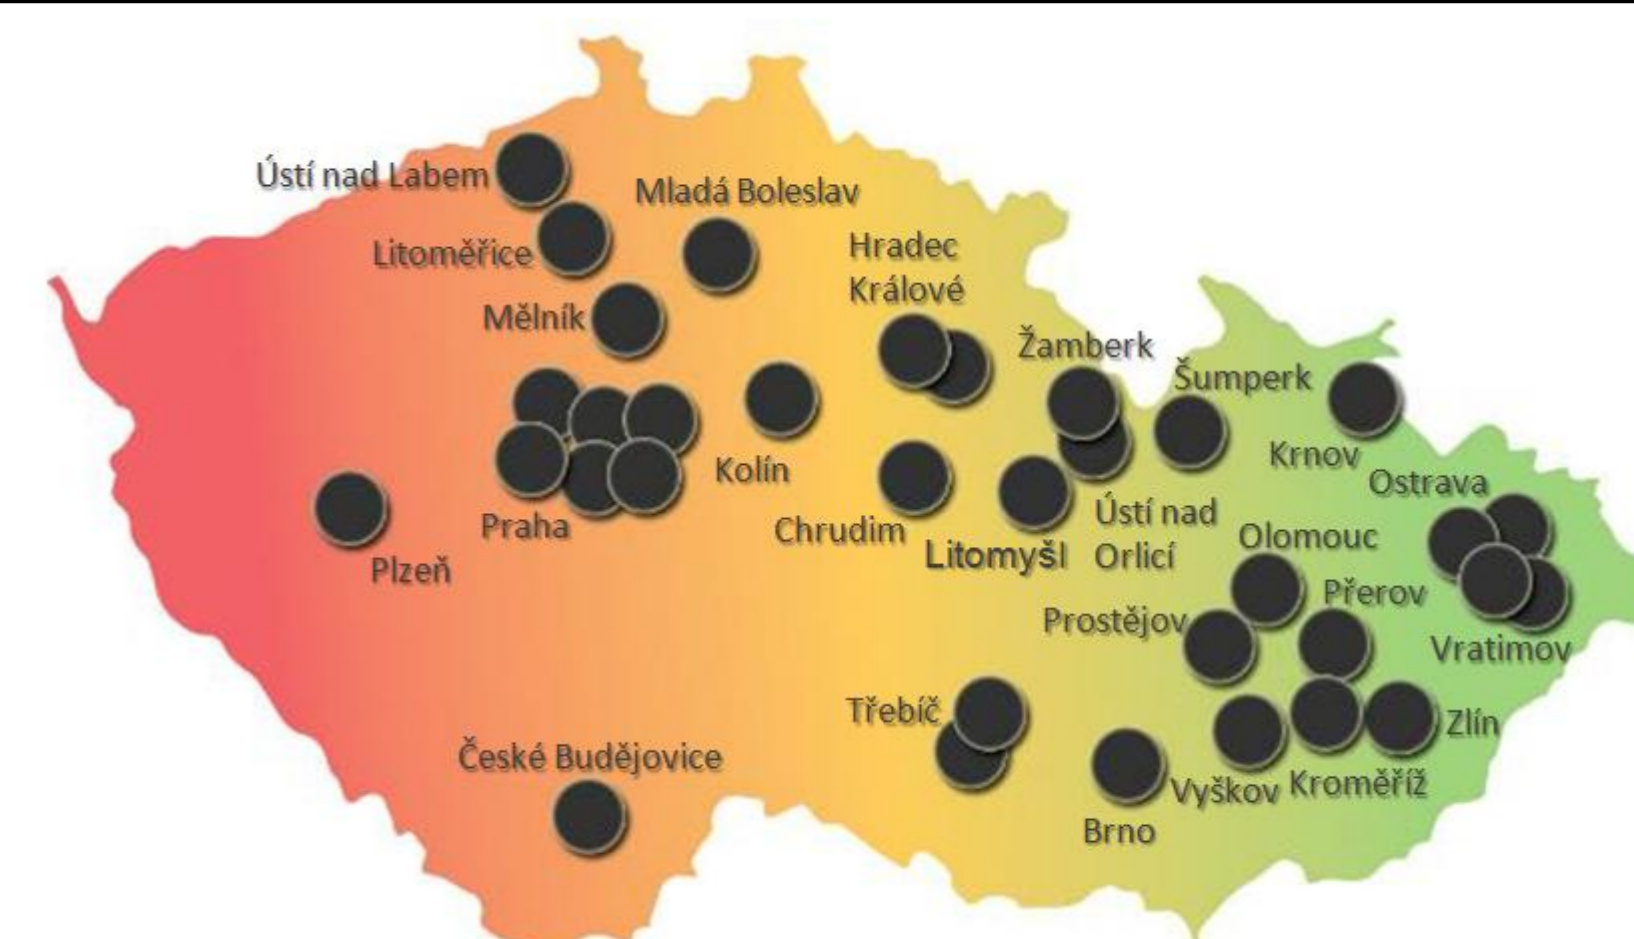 Ústí nad Labem
Mladá Boleslav
Litoměřice
Hradec
Králové
Mělník
Žamberk
Šumperk
Kolín
Krnov
Ostrava
Praha
Chrudim
Ústí nad
Orlicí
Litomyšl
Olomouc
Plzeň
Přerov
Prostějov
Vratimov
Třebíč
Zlín
České Budějovice
Vyškov
Kroměříž
Brno